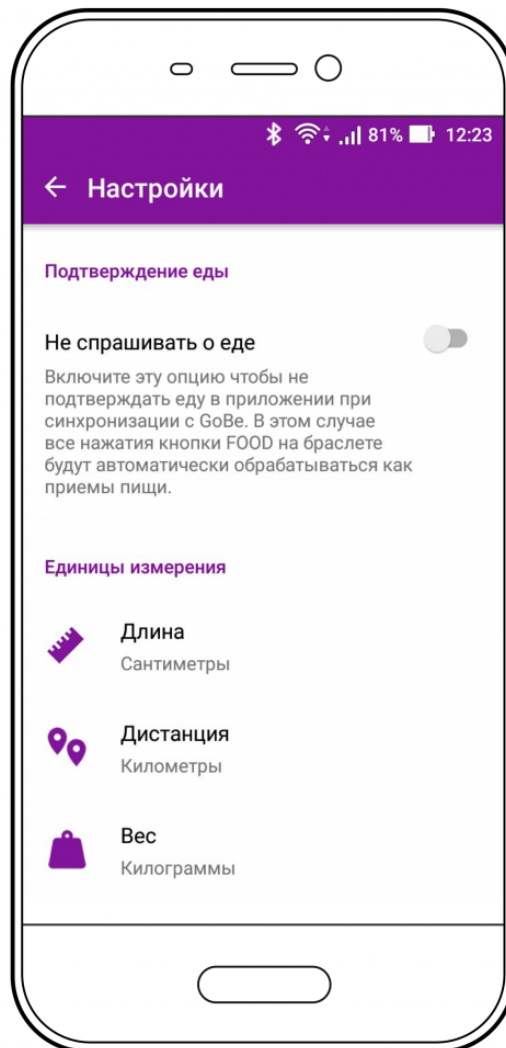 81% 12:23
← Настройки
Подтверждение еды
Не спрашивать о еде
Включите эту опцию чтобы не
подтверждать еду в приложении при
синхронизации с GoBe. В этом случае
все нажатия кнопки FOOD на браслете
будут автоматически обрабатываться как
приемы пищи.
Единицы измерения
Длина
Сантиметры
Дистанция
Километры
Вес
Килограммы